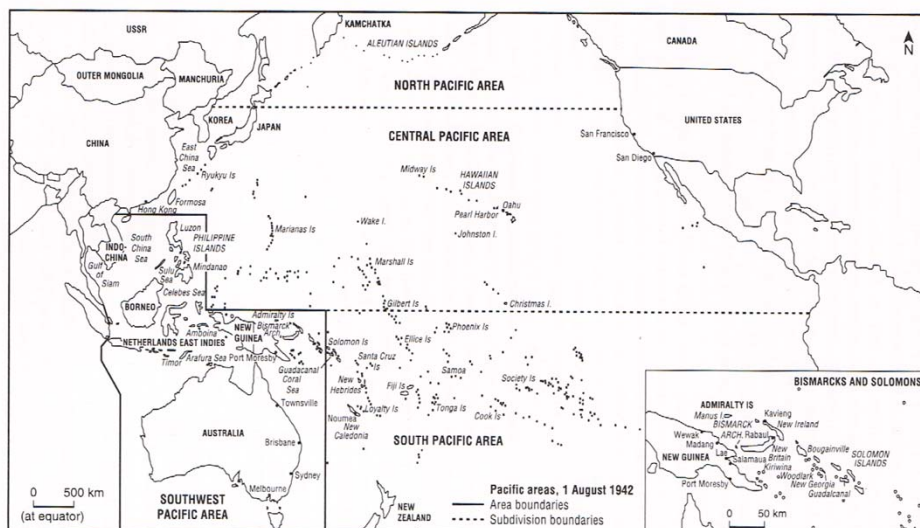 USSR
KAMCHATKA
ALEUTIAN ISLANDS
CANADA
N
OUTER MONGOLIA
MANCHURIA
NORTH PACIFIC AREA
KOREA
JAPAN
UNITED STATES
CENTRAL PACIFIC AREA
San Francisco
San Diego
CHINA
East
China
Sea
Ryukyu Is
Midway Is
HAWAIIAN
ISLANDS
Formosa
Hong Kong
Oahu
Pearl Harbor
Luzon
Marianas Is
Wake I.
Johnston I.
INDO-
CHINA
South
China
Sea
PHILIPPINE
ISLANDS
Gulf
of
Siam
Sulu
Sea
Mindanao
Marshall Is
Celebes Sea
BORNEO
Gilbert Is
Christmas I.
Admiralty Is
Bismarck
Arch.
NEW
GUINEA
Amboina
NETHERLANDS EAST INDIES
Phoenix Is
Ellice Is
Solomon Is
Timor
Arafura Sea
Port Moresby
Guadacanal
Coral
Sea
Santa Cruz
Is
Samoa
Society Is
New
Hebrides
Fiji Is
Townsville
Loyalty Is
Tonga Is
Cook Is
Noumea
New
Caledonia
AUSTRALIA
Brisbane
SOUTH PACIFIC AREA
Sydney
Melbourne
SOUTHWEST
PACIFIC AREA
NEW
ZEALAND
0 500 km
(at equator)
Pacific areas, 1 August 1942
Area boundaries
Subdivision boundaries
BISMARCKS AND SOLOMONS
ADMIRALTY IS
Manus I.
Kavieng
New Ireland
BISMARCK
ARCH.
Rabaul
Wewak
Madang
Bougainville
NEW GUINEA
Lae
Salamaua
New
Britain
Kiriwina
Woodlark
SOLOMON
ISLANDS
Port Moresby
New Georgia
Guadalcanal
0 50 km